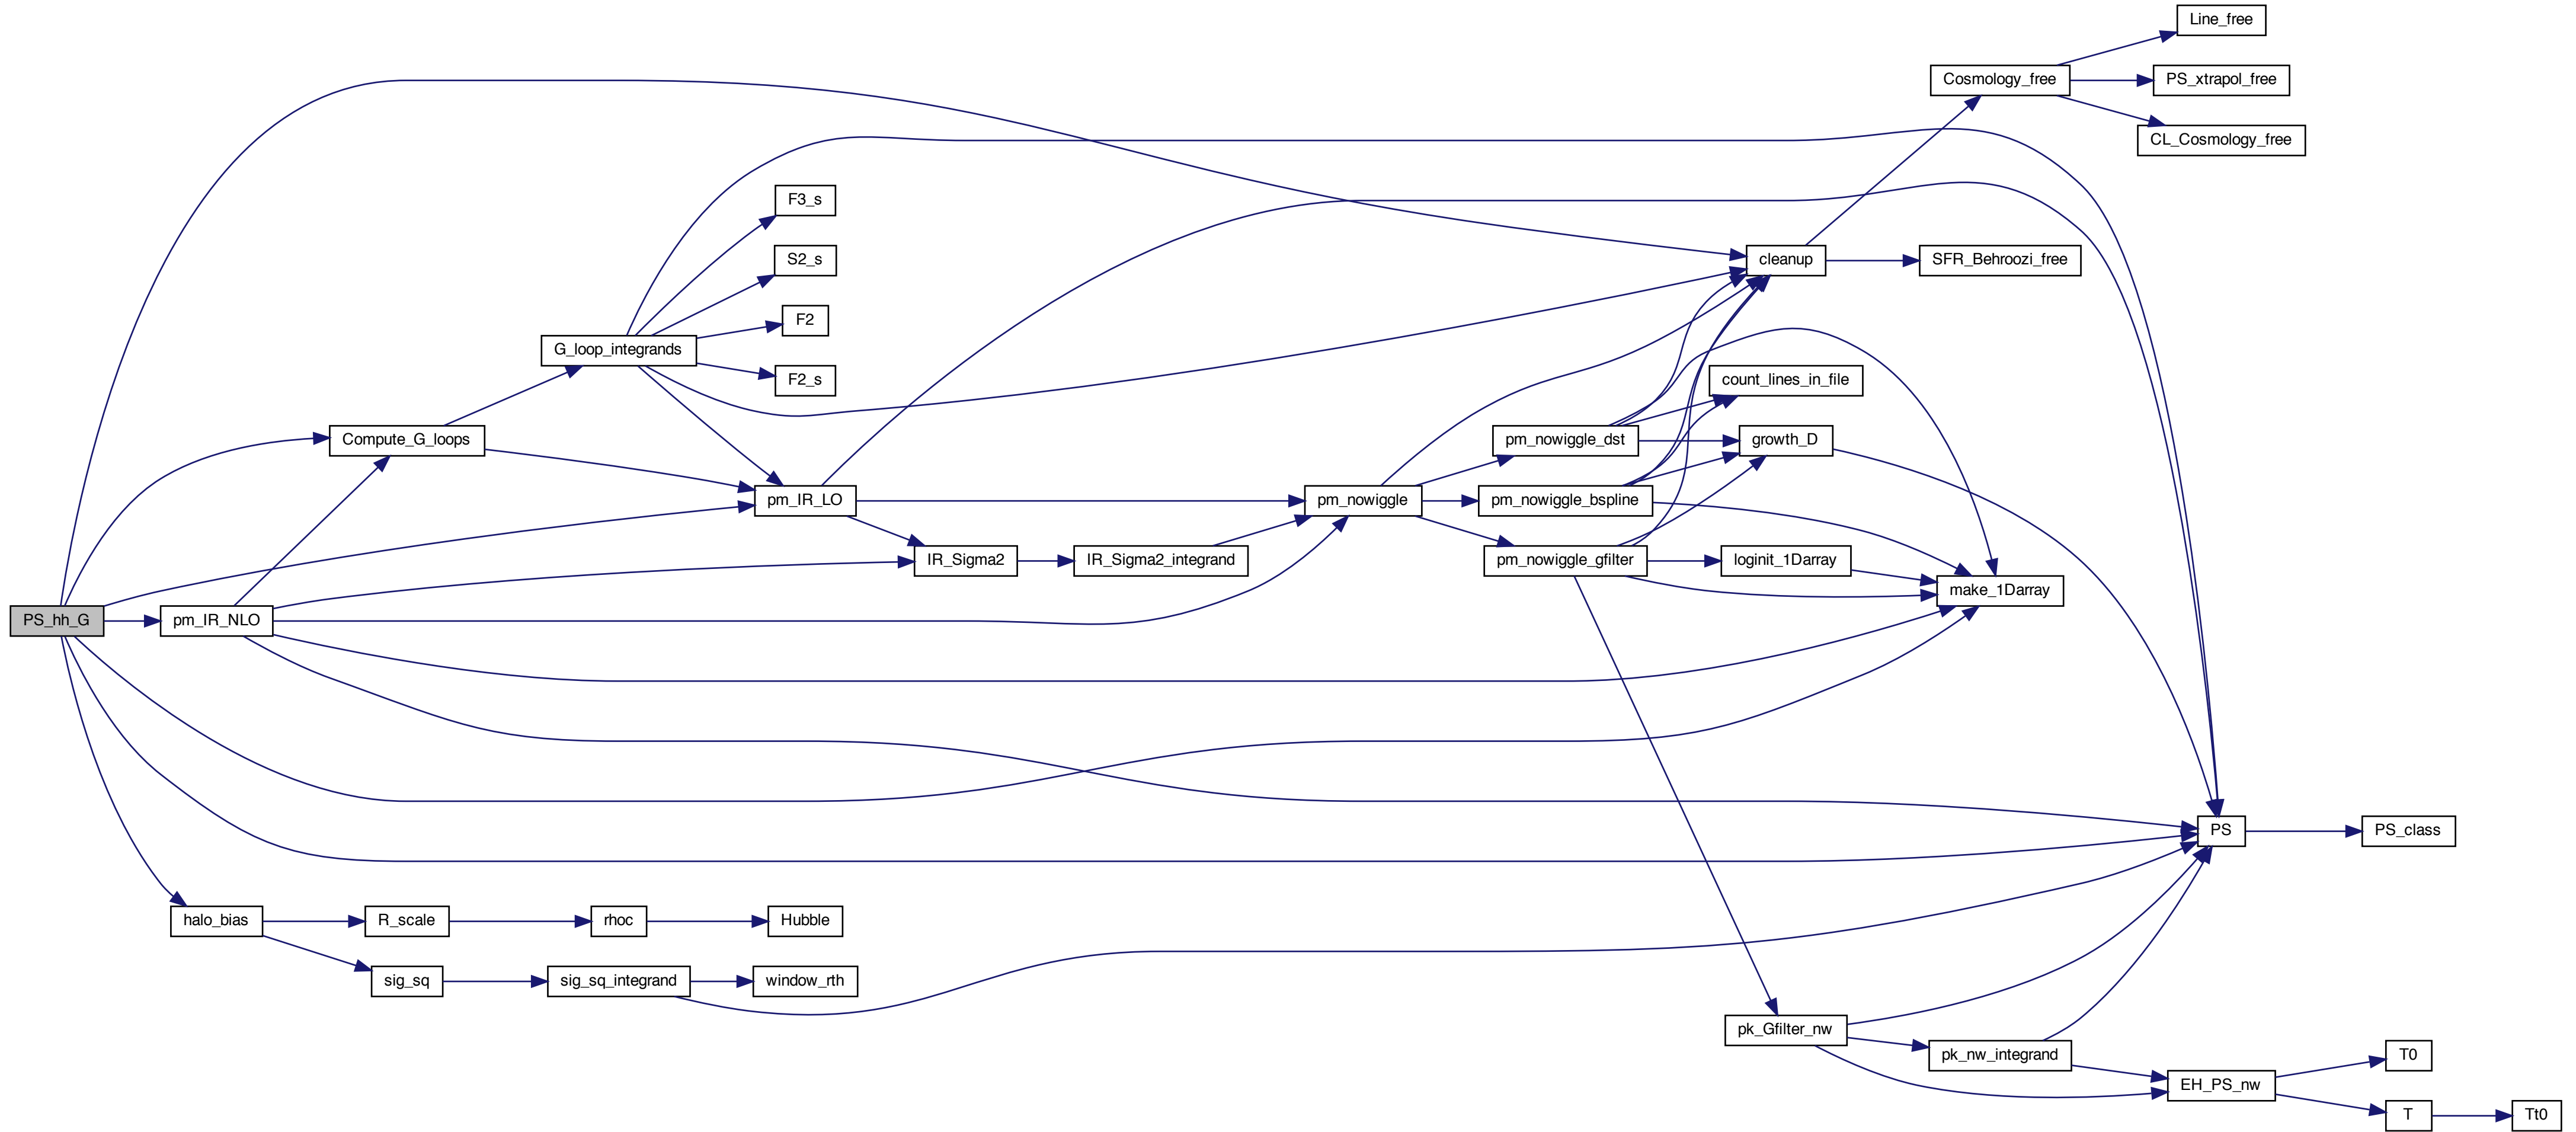 Line_free
Cosmology_free
PS_xtrapol_free
CL_Cosmology_free
F3_s
S2_s
cleanup
SFR_Behroozi_free
F2
G_loop_integrands
F2_s
count_lines_in_file
Compute_G_loops
pm_nowiggle_dst
growth_D
pm_IR_LO
pm_nowiggle
pm_nowiggle_bspline
IR_Sigma2
IR_Sigma2_integrand
pm_nowiggle_gfilter
loginit_1Darray
make_1Darray
PS_hh_G
pm_IR_NLO
PS
PS_class
halo_bias
R_scale
rhoc
Hubble
sig_sq
sig_sq_integrand
window_rth
pk_Gfilter_nw
pk_nw_integrand
T0
EH_PS_nw
T
Tt0